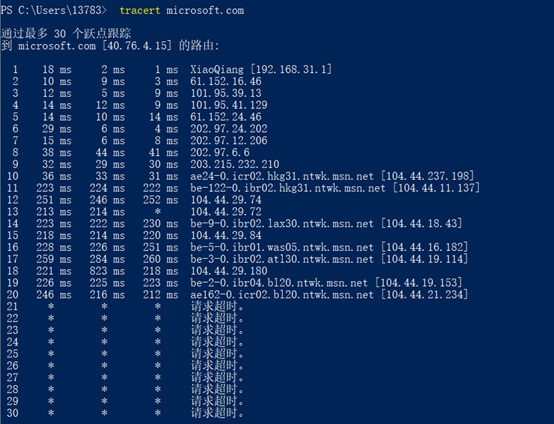 PS C:\Users\13783> tracert microsoft.com
通过最多 30 个跃点跟踪
到 microsoft.com [40.76.4.15] 的路由:
1 18 ms 2 ms 1 ms XiaoQiang [192.168.31.1]
2 10 ms 9 ms 3 ms 61.152.16.46
3 12 ms 5 ms 9 ms 101.95.39.13
4 14 ms 12 ms 9 ms 101.95.41.129
5 14 ms 10 ms 14 ms 61.152.24.46
6 29 ms 6 ms 4 ms 202.97.24.202
7 15 ms 6 ms 8 ms 202.97.12.206
8 38 ms 44 ms 41 ms 202.97.6.6
9 32 ms 29 ms 30 ms 203.215.232.210
10 36 ms 33 ms 31 ms ae24-0.icr02.hkg31.ntwk.msn.net [104.44.237.198]
11 223 ms 224 ms 222 ms be-122-0.ibr02.hkg31.ntwk.msn.net [104.44.11.137]
12 251 ms 246 ms 252 ms 104.44.29.74
13 213 ms 214 ms * 104.44.29.72
14 223 ms 222 ms 230 ms be-9-0.ibr02.lax30.ntwk.msn.net [104.44.18.43]
15 218 ms 214 ms 220 ms 104.44.29.84
16 228 ms 226 ms 251 ms be-5-0.ibr01.was05.ntwk.msn.net [104.44.16.182]
17 259 ms 284 ms 260 ms be-3-0.ibr02.atl30.ntwk.msn.net [104.44.19.114]
18 221 ms 823 ms 218 ms 104.44.29.180
19 226 ms 225 ms 223 ms be-2-0.ibr04.bl20.ntwk.msn.net [104.44.19.153]
20 246 ms 216 ms 212 ms ae162-0.icr02.bl20.ntwk.msn.net [104.44.21.234]
21 * * * 请求超时。
22 * * * 请求超时。
23 * * * 请求超时。
24 * * * 请求超时。
25 * * * 请求超时。
26 * * * 请求超时。
27 * * * 请求超时。
28 * * * 请求超时。
29 * * * 请求超时。
30 * * * 请求超时。